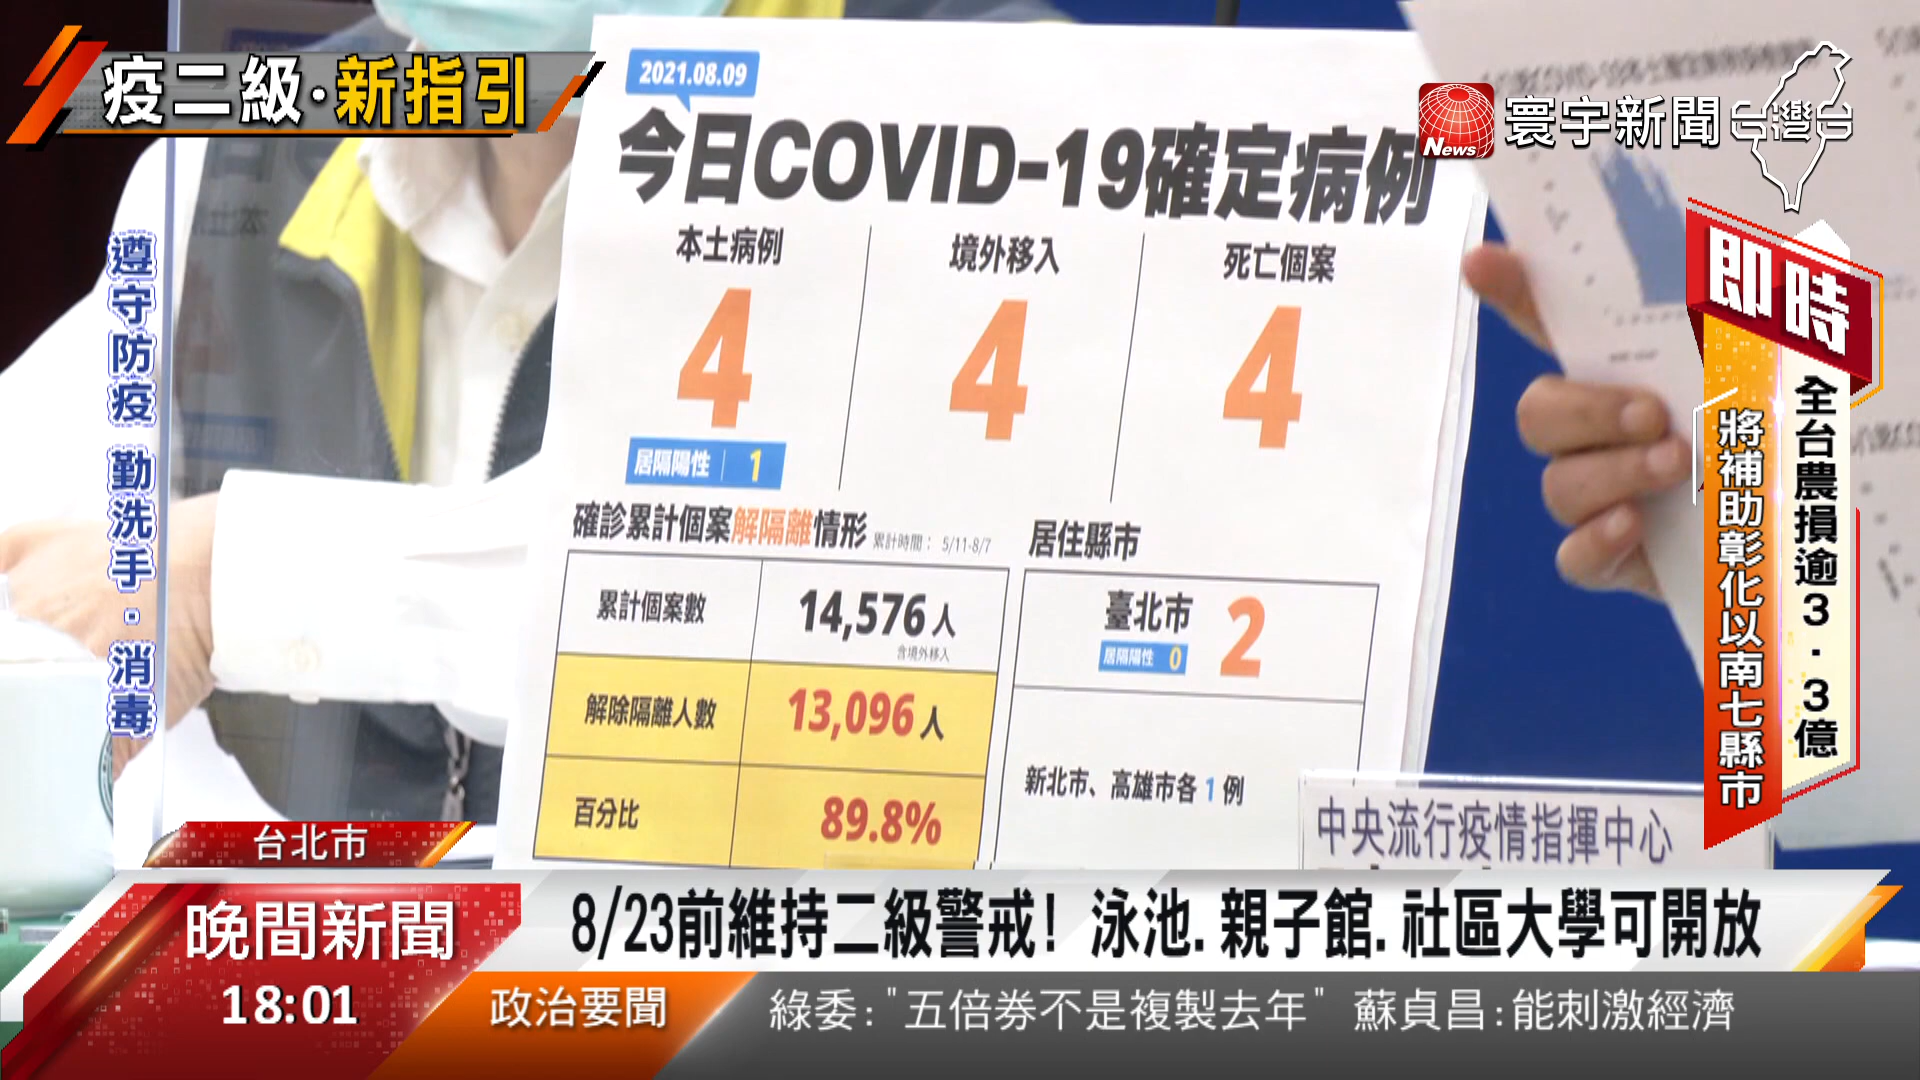 疫二級·新指引
寰宇新聞
台灣台
News
2021.08.09
今日COVID-19確定病例
本土病例
境外移入
死亡個案
4
4
4
居隔陽性 1
確診累計個案解隔離情形 累計時間： 5/11-8/7
累計個案數 14,576人
含境外移入
解除隔離人數 13,096人
百分比 89.8%
居住縣市
臺北市 2
居隔陽性 0
新北市、高雄市各1例
中央流行疫情指揮中心
遵守防疫 勤洗手．消毒
即時
全台農損逾3.3億
將補助彰化以南七縣市
台北市
晚間新聞
18:01
8/23前維持二級警戒! 泳池.親子館.社區大學可開放
政治要聞
綠委:"五倍券不是複製去年" 蘇貞昌:能刺激經濟